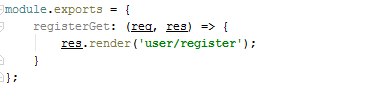 module.exports = {
    registerGet: (req, res) => {
        res.render('user/register');
    }
};